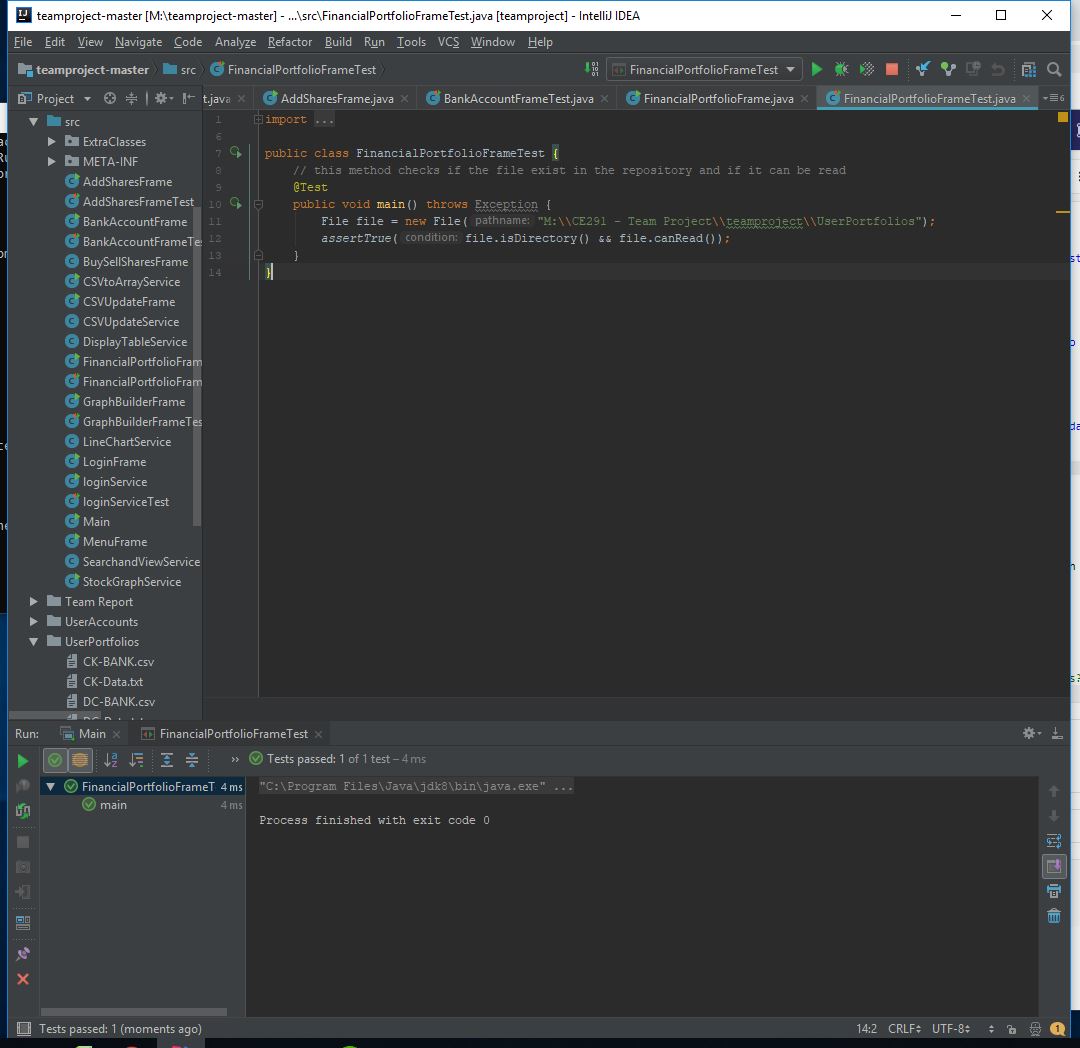 teamproject-master [M:\teamproject-master] - ...\src\FinancialPortfolioFrameTest.java [teamproject] - IntelliJ IDEA
File Edit View Navigate Code Analyze Refactor Build Run Tools VCS Window Help
teamproject-master src FinancialPortfolioFrameTest FinancialPortfolioFrameTest
Project t.java AddSharesFrame.java BankAccountFrameTest.java FinancialPortfolioFrame.java FinancialPortfolioFrameTest.java 6
src
ExtraClasses
META-INF
AddSharesFrame
AddSharesFrameTest
BankAccountFrame
BankAccountFrameTes
BuySellSharesFrame
CSVtoArrayService
CSVUpdateFrame
CSVUpdateService
DisplayTableService
FinancialPortfolioFram
FinancialPortfolioFram
GraphBuilderFrame
GraphBuilderFrameTes
LineChartService
LoginFrame
loginService
loginServiceTest
Main
MenuFrame
SearchandViewService
StockGraphService
Team Report
UserAccounts
UserPortfolios
CK-BANK.csv
CK-Data.txt
DC-BANK.csv
1 import ...
6
7 public class FinancialPortfolioFrameTest {
8 // this method checks if the file exist in the repository and if it can be read
9 @Test
10 public void main() throws Exception {
11 File file = new File( pathname: "M:\\CE291 - Team Project\\teamproject\\UserPortfolios");
12 assertTrue( condition: file.isDirectory() && file.canRead());
13 }
14 }
Run: Main FinancialPortfolioFrameTest
Tests passed: 1 of 1 test – 4 ms
FinancialPortfolioFrameT 4 ms
main 4 ms
"C:\Program Files\Java\jdk8\bin\java.exe" ...
Process finished with exit code 0
Tests passed: 1 (moments ago) 14:2 CRLF UTF-8 1